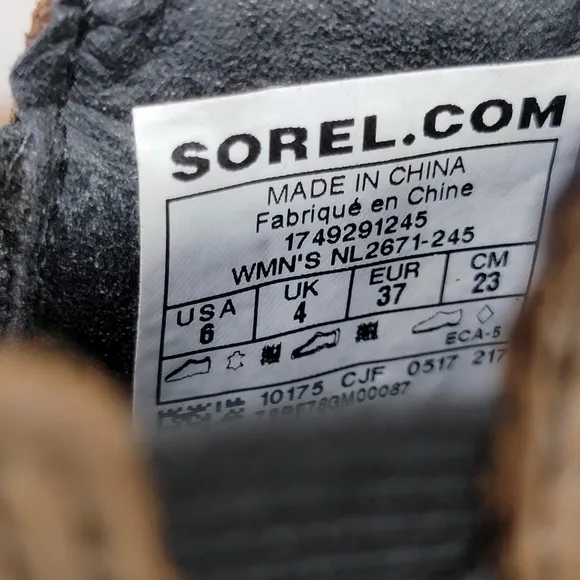 SOREL.COM
MADE IN CHINA
Fabriqué en Chine
1749291245
WMN'S NL2671-245
USA UK EUR CM
6 4 37 23
ECA-5
10175 CJF 0517 217